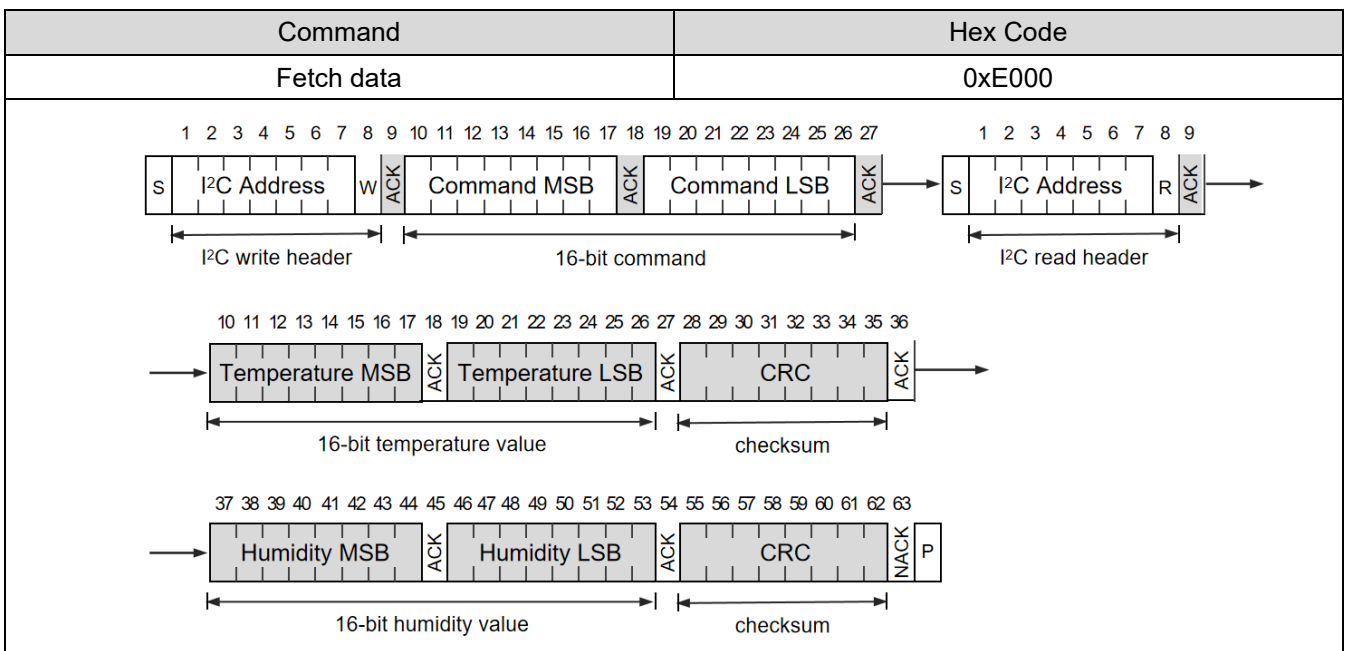 Command Hex Code
Fetch data 0xE000
1 2 3 4 5 6 7 8 9 10 11 12 13 14 15 16 17 18 19 20 21 22 23 24 25 26 27 1 2 3 4 5 6 7 8 9
S I²C Address W ACK Command MSB ACK Command LSB ACK S I²C Address R ACK
I²C write header 16-bit command I²C read header
10 11 12 13 14 15 16 17 18 19 20 21 22 23 24 25 26 27 28 29 30 31 32 33 34 35 36
Temperature MSB ACK Temperature LSB ACK CRC ACK
16-bit temperature value checksum
37 38 39 40 41 42 43 44 45 46 47 48 49 50 51 52 53 54 55 56 57 58 59 60 61 62 63
Humidity MSB ACK Humidity LSB ACK CRC NACK P
16-bit humidity value checksum